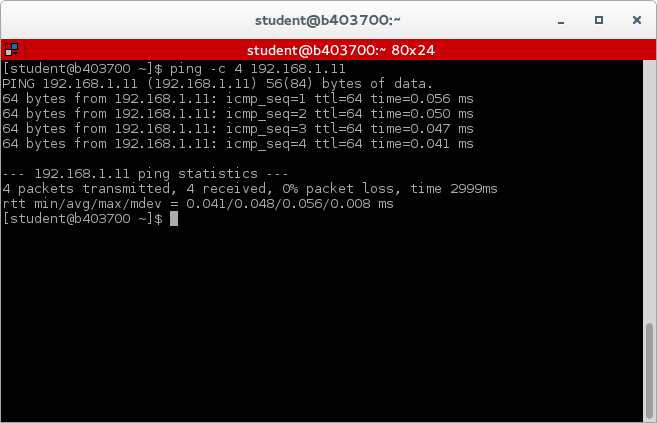 student@b403700:~
student@b403700:~ 80x24
[student@b403700 ~]$ ping -c 4 192.168.1.11
PING 192.168.1.11 (192.168.1.11) 56(84) bytes of data.
64 bytes from 192.168.1.11: icmp_seq=1 ttl=64 time=0.056 ms
64 bytes from 192.168.1.11: icmp_seq=2 ttl=64 time=0.050 ms
64 bytes from 192.168.1.11: icmp_seq=3 ttl=64 time=0.047 ms
64 bytes from 192.168.1.11: icmp_seq=4 ttl=64 time=0.041 ms

--- 192.168.1.11 ping statistics ---
4 packets transmitted, 4 received, 0% packet loss, time 2999ms
rtt min/avg/max/mdev = 0.041/0.048/0.056/0.008 ms
[student@b403700 ~]$